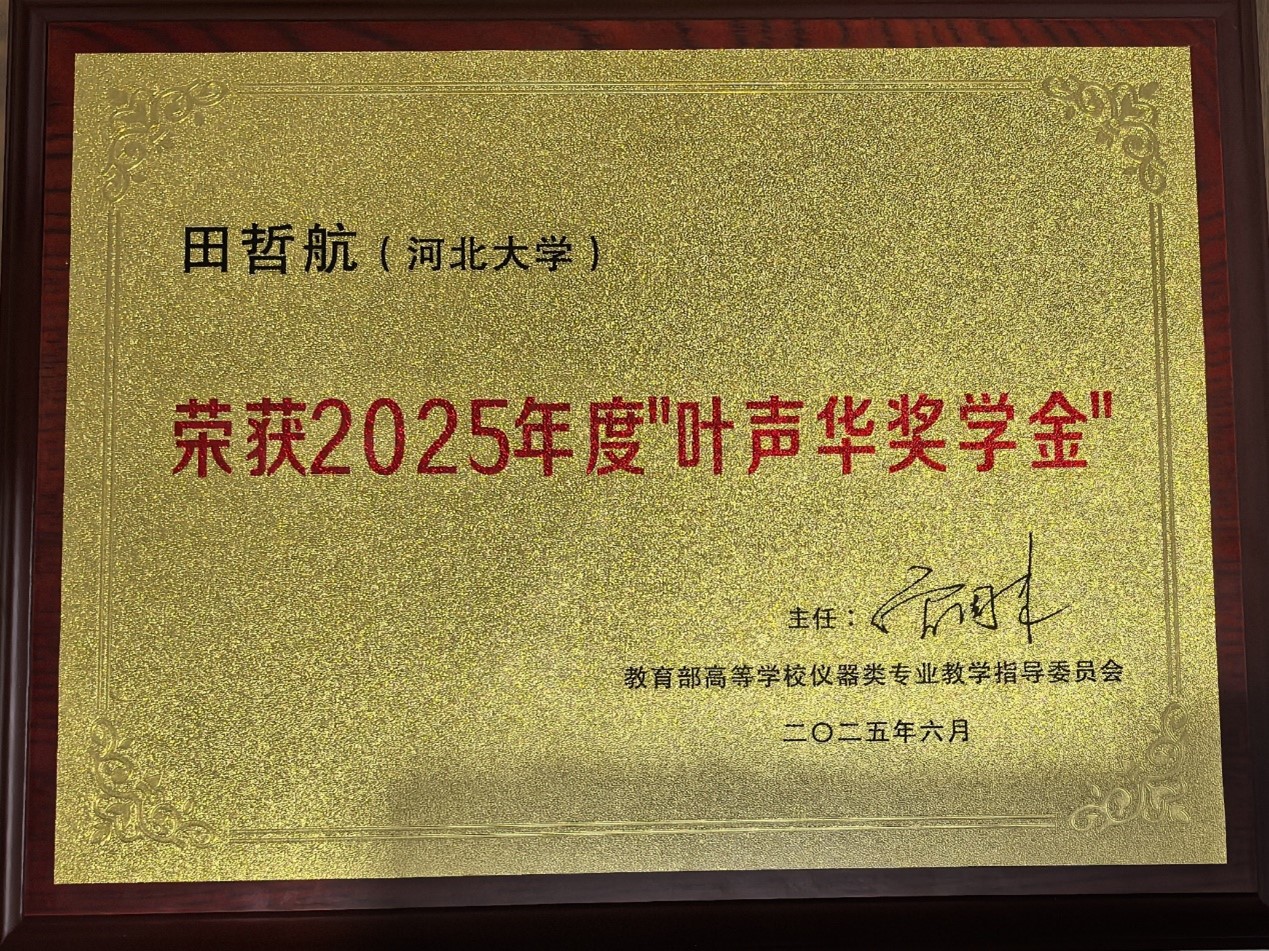 田哲航（河北大学）
荣获2025年度"叶声华奖学金"
主任：
教育部高等学校仪器类专业教学指导委员会
二〇二五年六月